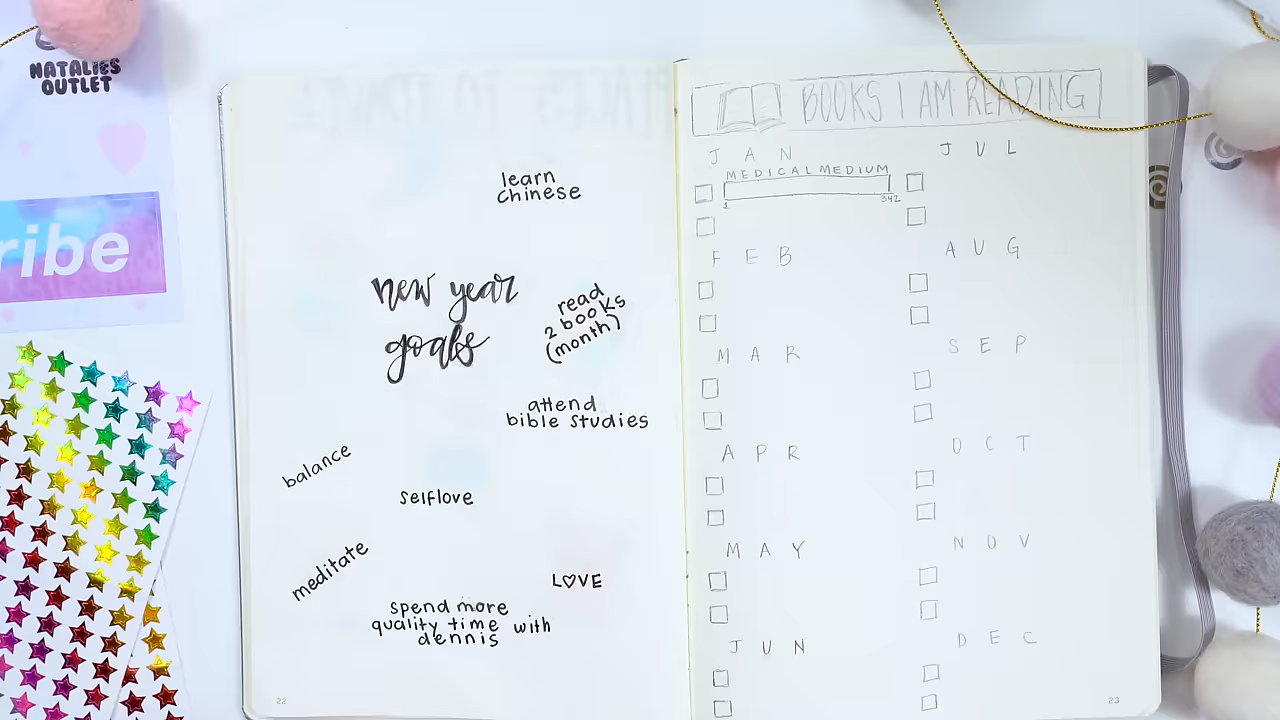 NATALIES
OUTLET
ribe
learn
chinese
new year
goals
read
2 books
(month)
attend
bible studies
balance
selflove
meditate
L♡VE
spend more
quality time with
dennis
22
BOOKS I AM READING
JAN
MEDICAL MEDIUM
1
342
FEB
MAR
APR
MAY
JUN
JUL
AUG
SEP
OCT
NOV
DEC
23